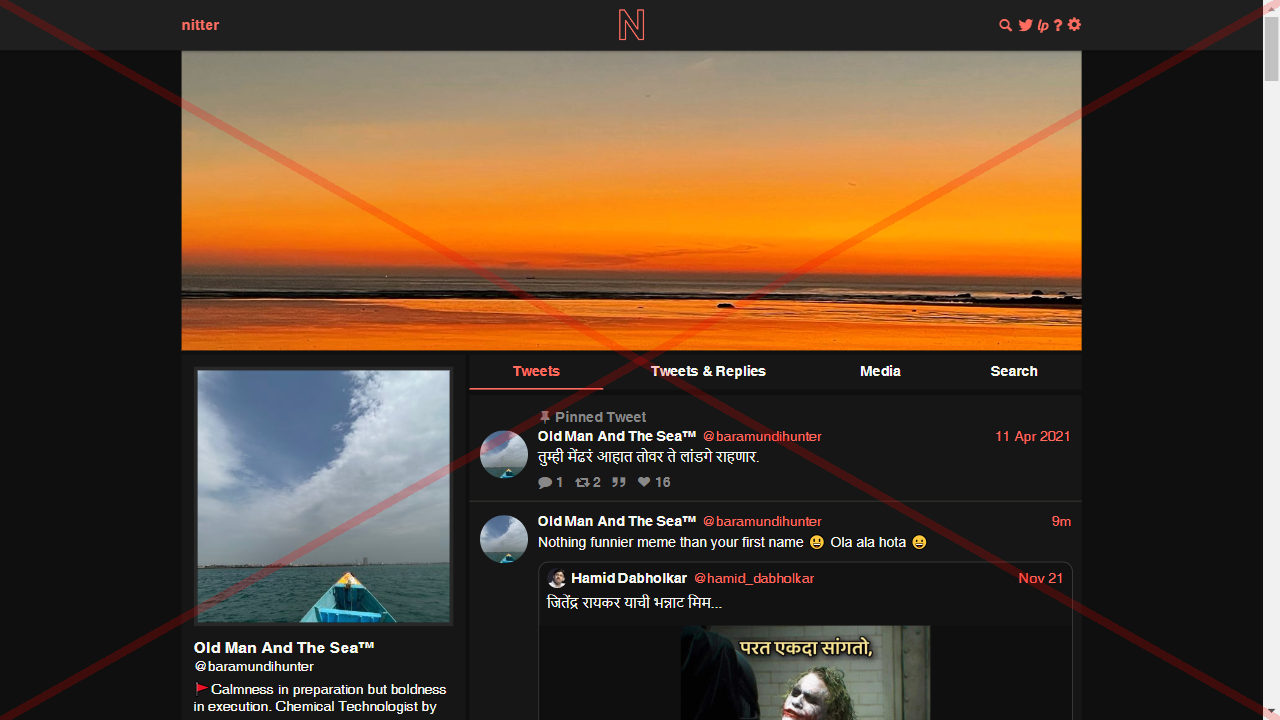 nitter
N
lp ?
Tweets
Tweets & Replies
Media
Search
Pinned Tweet
Old Man And The Sea™ @baramundihunter 11 Apr 2021
तुम्ही मेंढरं आहात तोवर ते लांडगे राहणार.
1 2 16
Old Man And The Sea™ @baramundihunter 9m
Nothing funnier meme than your first name 😃 Ola ala hota 😃
Hamid Dabholkar @hamid_dabholkar Nov 21
जितेंद्र रायकर याची भन्नाट मिम...
परत एकदा सांगतो,
Old Man And The Sea™
@baramundihunter
🚩Calmness in preparation but boldness
in execution. Chemical Technologist by